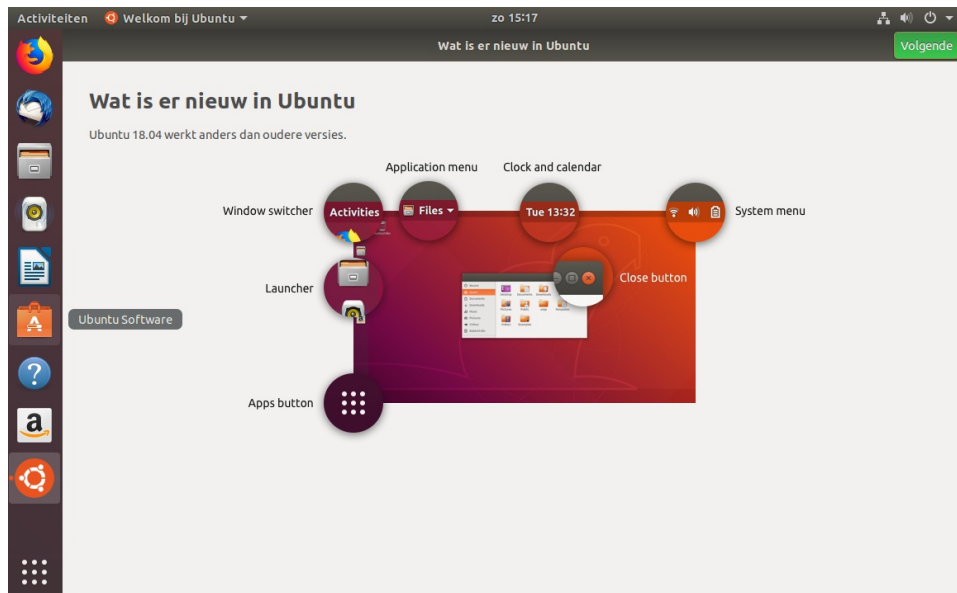 Activiteiten Welkom bij Ubuntu zo 15:17
Wat is er nieuw in Ubuntu Volgende
Wat is er nieuw in Ubuntu
Ubuntu 18.04 werkt anders dan oudere versies.
Application menu Clock and calendar
Window switcher Activities Files Tue 13:32 System menu
Launcher Close button
Ubuntu Software
Apps button
a